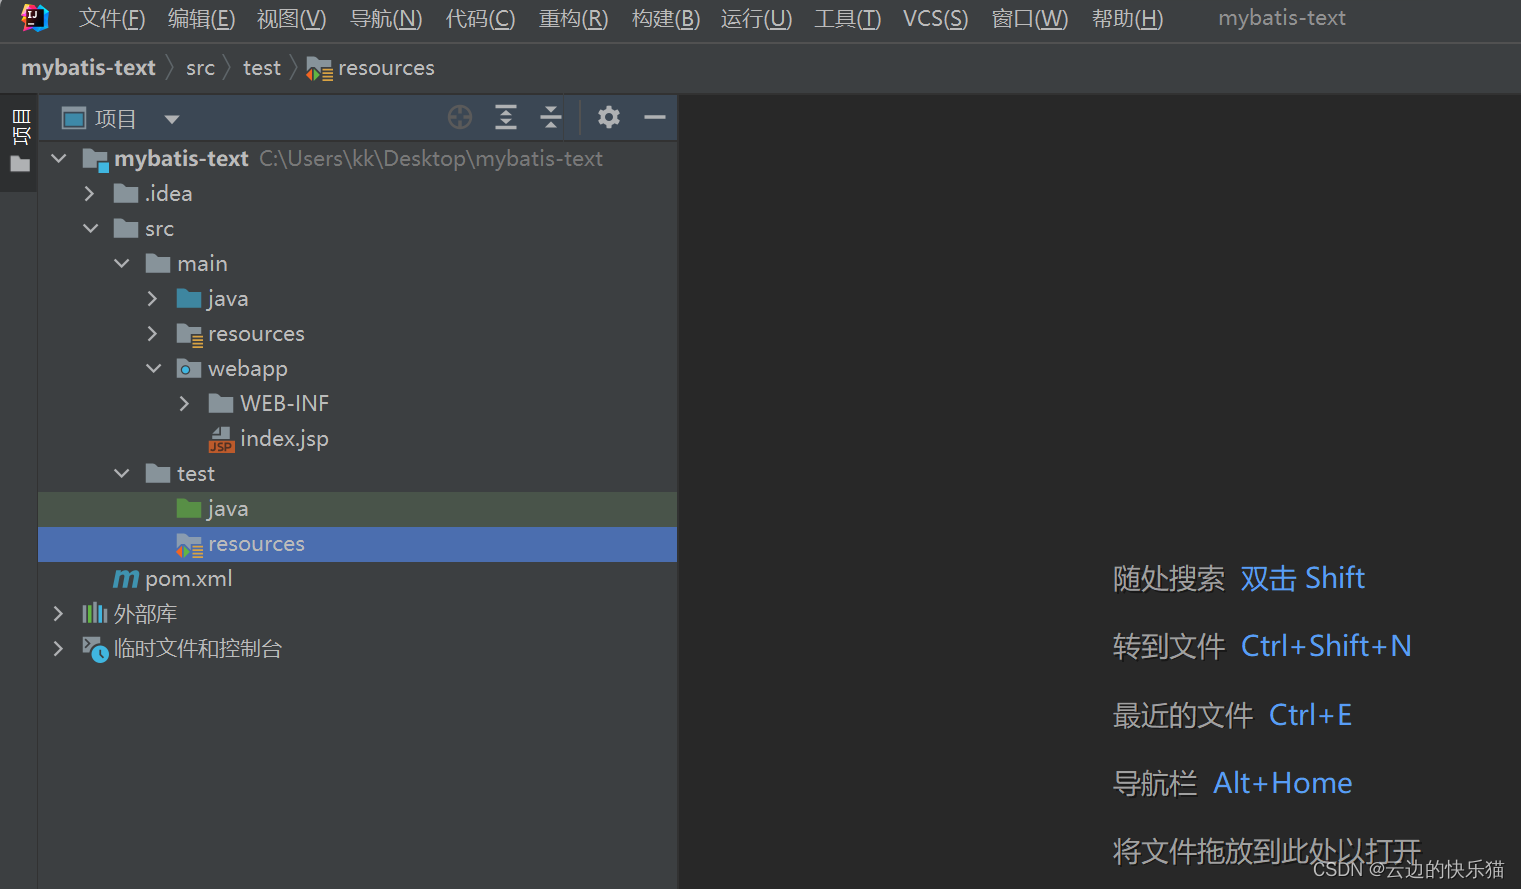 文件(F) 编辑(E) 视图(V) 导航(N) 代码(C) 重构(R) 构建(B) 运行(U) 工具(T) VCS(S) 窗口(W) 帮助(H) mybatis-text
mybatis-text src test resources
项目
项目
mybatis-text C:\Users\kk\Desktop\mybatis-text
.idea
src
main
java
resources
webapp
WEB-INF
JSP index.jsp
test
java
resources
m pom.xml
外部库
临时文件和控制台
随处搜索 双击 Shift
转到文件 Ctrl+Shift+N
最近的文件 Ctrl+E
导航栏 Alt+Home
将文件拖放到此处以打开
CSDN @云边的快乐猫